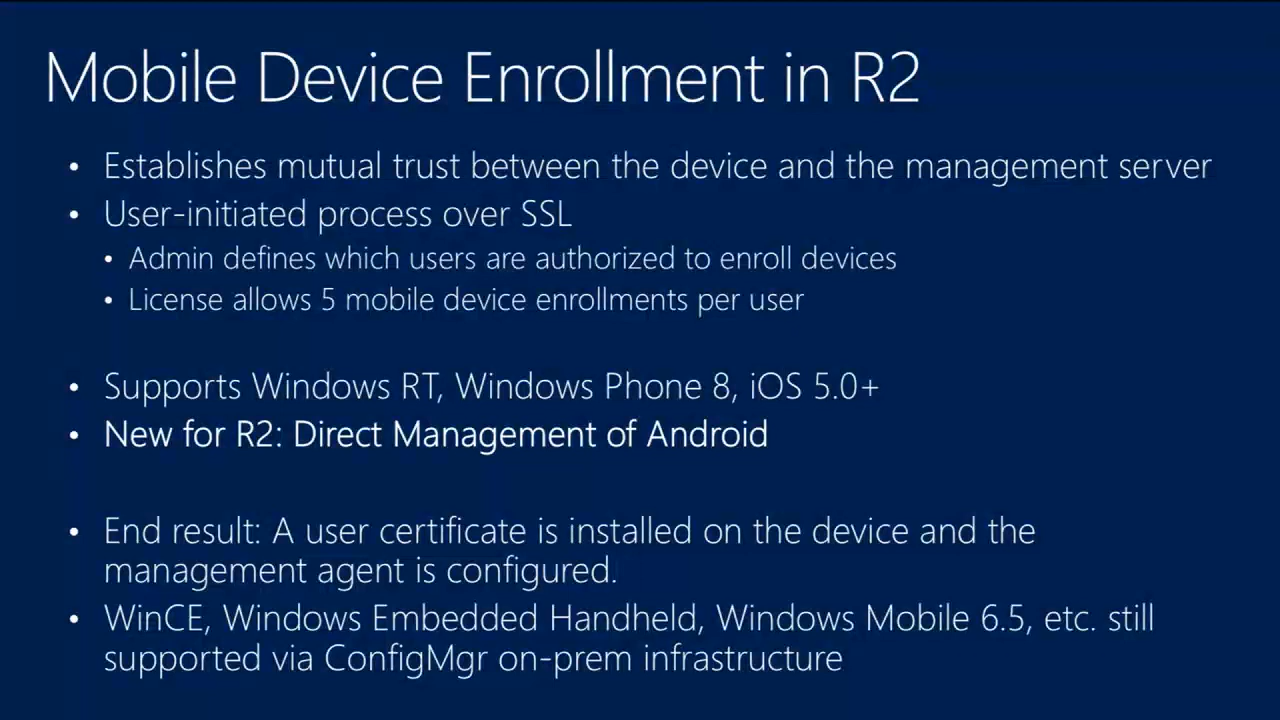 Mobile Device Enrollment in R2
• Establishes mutual trust between the device and the management server
• User-initiated process over SSL
• Admin defines which users are authorized to enroll devices
• License allows 5 mobile device enrollments per user
• Supports Windows RT, Windows Phone 8, iOS 5.0+
• New for R2: Direct Management of Android
• End result: A user certificate is installed on the device and the
management agent is configured.
• WinCE, Windows Embedded Handheld, Windows Mobile 6.5, etc. still
supported via ConfigMgr on-prem infrastructure